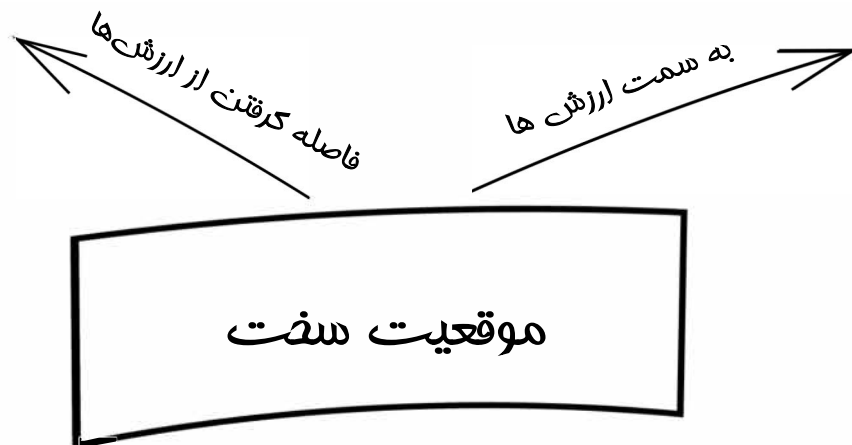 به سمت ارزش ها
فاصله گرفتن از ارزش‌ها
موقعیت سخت